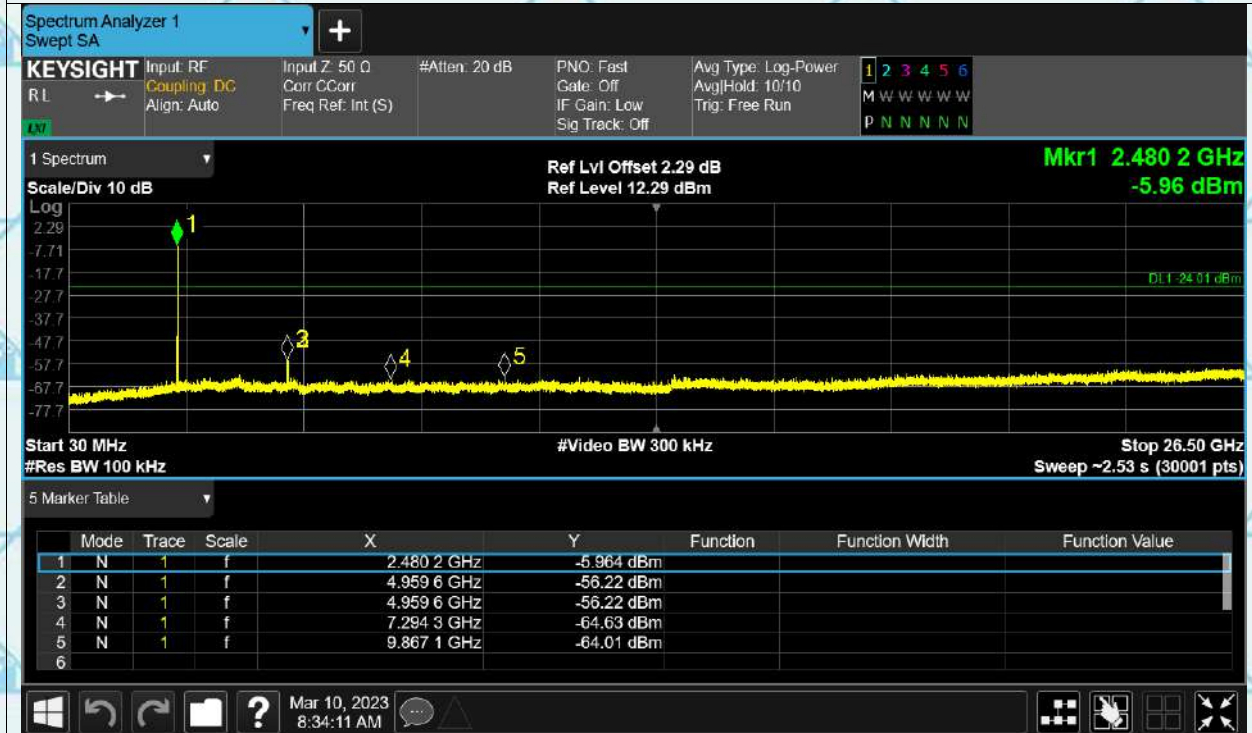 Spectrum Analyzer 1
Swept SA
+
KEYSIGHT
RL
LXI
Input: RF
Coupling: DC
Align: Auto
Input Z: 50 Ω
Corr CCorr
Freq Ref: Int (S)
#Atten: 20 dB
PNO: Fast
Gate: Off
IF Gain: Low
Sig Track: Off
Avg Type: Log-Power
Avg|Hold: 10/10
Trig: Free Run
1 2 3 4 5 6
M W W W W W
P N N N N N
1 Spectrum
Scale/Div 10 dB
Ref Lvl Offset 2.29 dB
Ref Level 12.29 dBm
Mkr1 2.480 2 GHz
-5.96 dBm
Log
2.29
-7.71
-17.7
-27.7
-37.7
-47.7
-57.7
-67.7
-77.7
1
3
4
5
DL1 -24.01 dBm
Start 30 MHz
#Res BW 100 kHz
#Video BW 300 kHz
Stop 26.50 GHz
Sweep ~2.53 s (30001 pts)
5 Marker Table
Mode Trace Scale X Y Function Function Width Function Value
1 N 1 f 2.480 2 GHz -5.964 dBm
2 N 1 f 4.959 6 GHz -56.22 dBm
3 N 1 f 4.959 6 GHz -56.22 dBm
4 N 1 f 7.294 3 GHz -64.63 dBm
5 N 1 f 9.867 1 GHz -64.01 dBm
6
?
Mar 10, 2023
8:34:11 AM